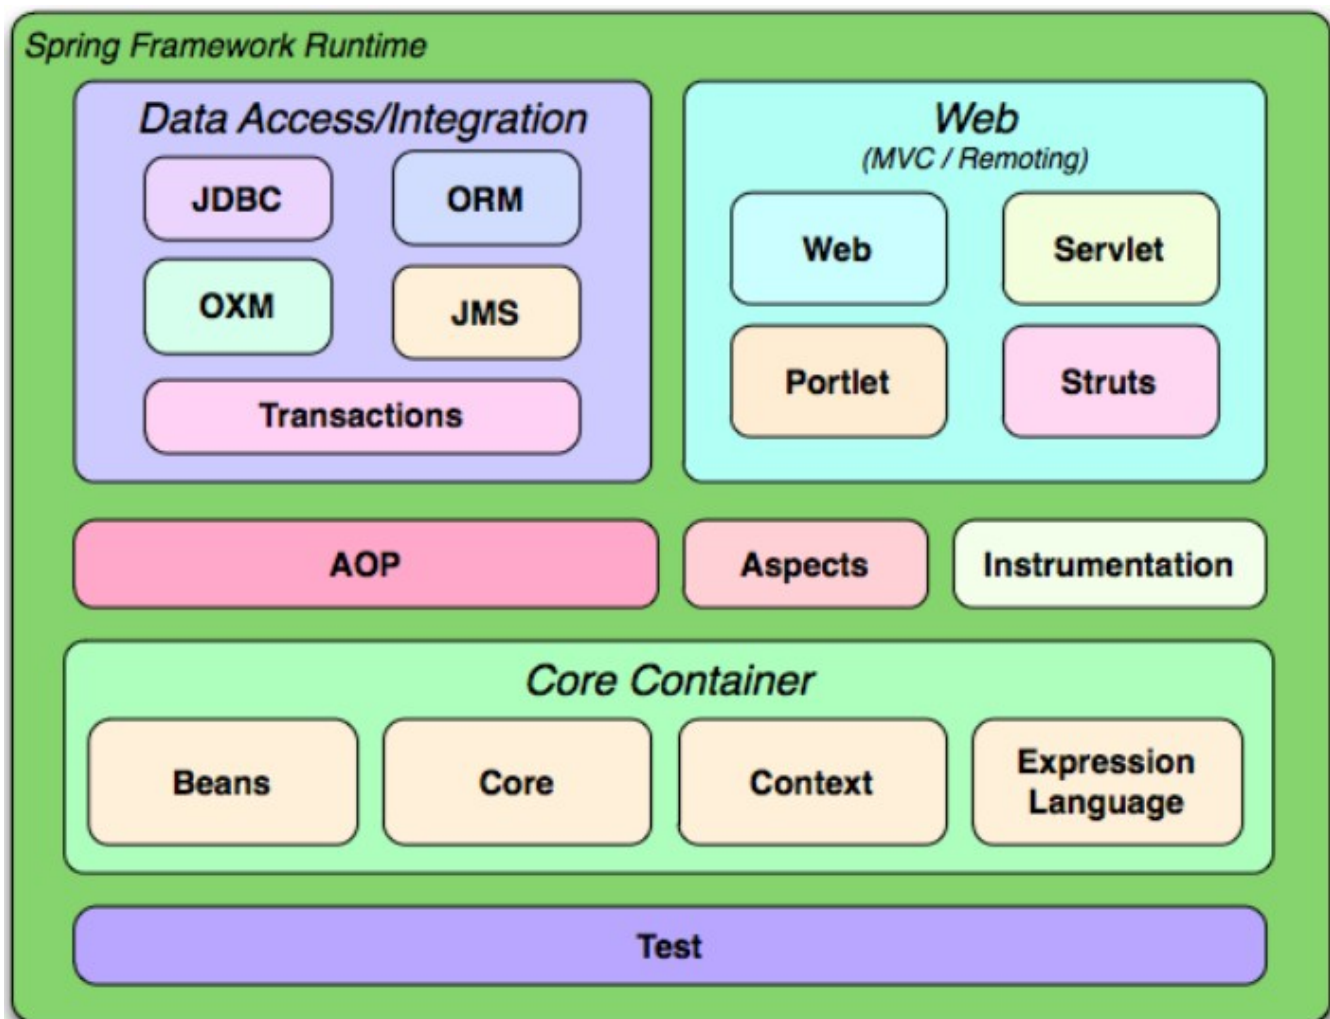 Spring Framework Runtime
Data Access/Integration
JDBC
ORM
OXM
JMS
Transactions
Web
(MVC / Remoting)
Web
Servlet
Portlet
Struts
AOP
Aspects
Instrumentation
Core Container
Beans
Core
Context
Expression
Language
Test